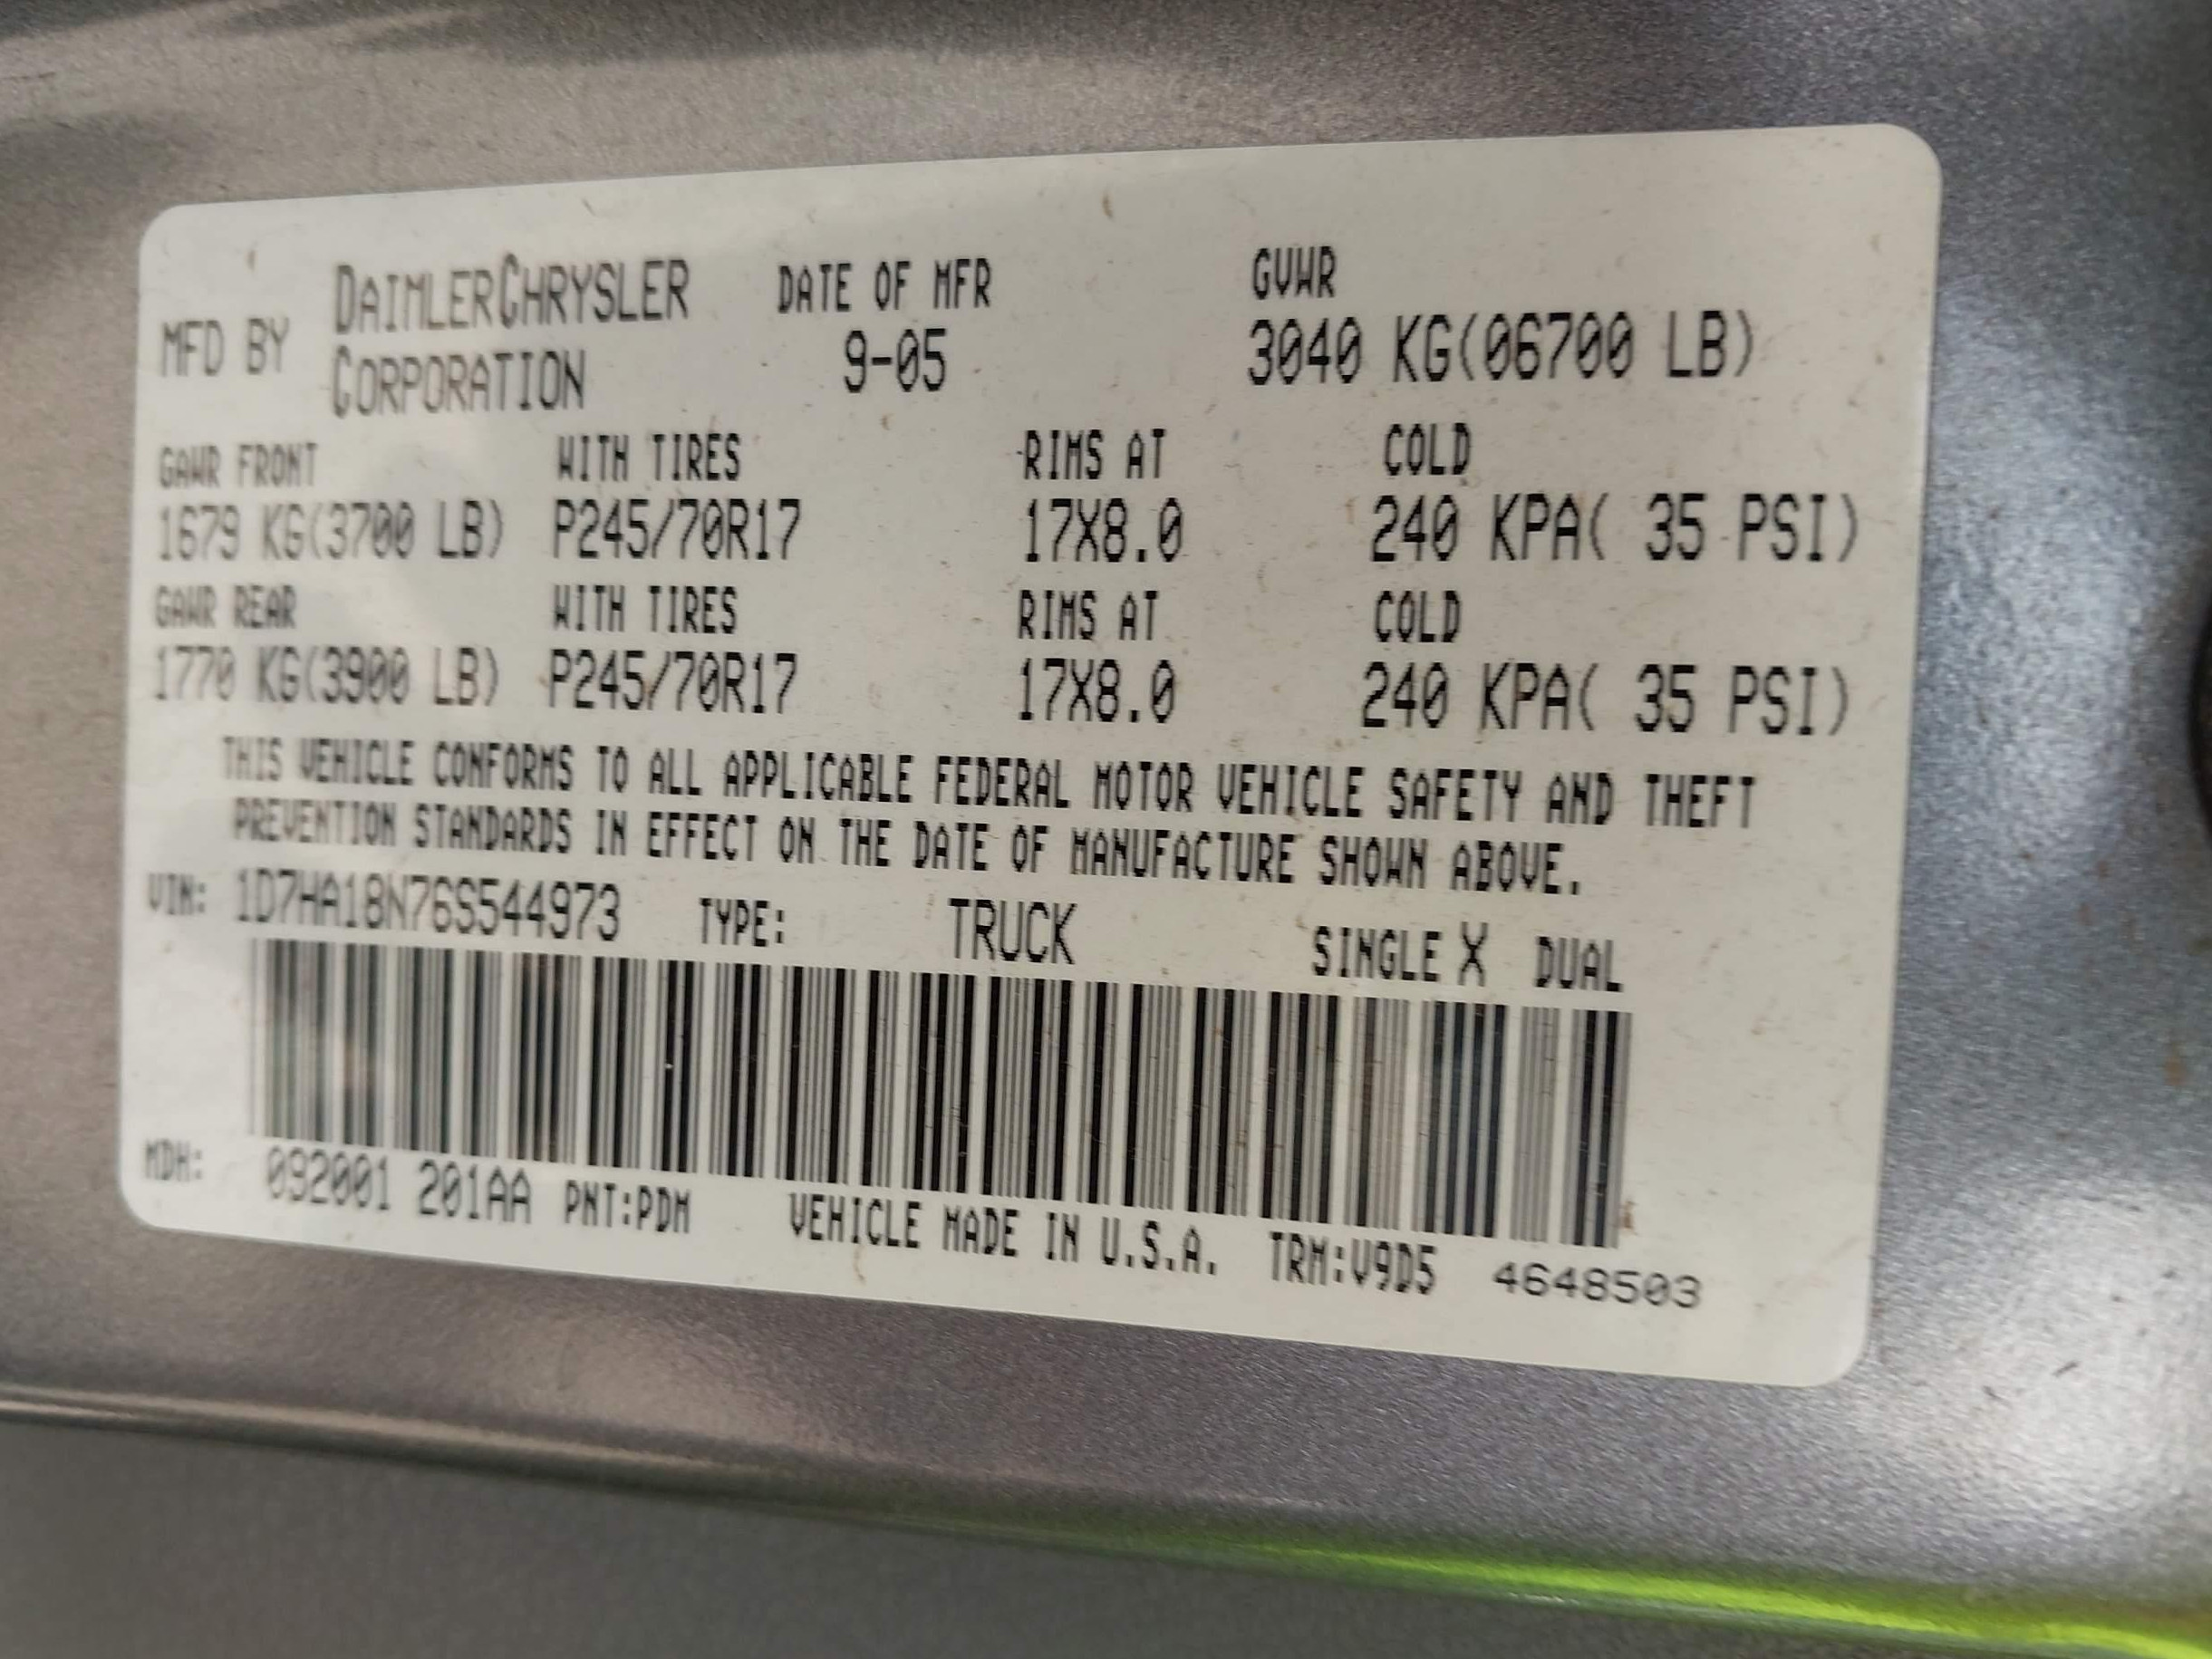 MFD BY DAIMLERCHRYSLER CORPORATION DATE OF MFR 9-05 GVWR 3040 KG(06700 LB)
GAWR FRONT WITH TIRES RIMS AT COLD
1679 KG(3700 LB) P245/70R17 17X8.0 240 KPA( 35 PSI)
GAWR REAR WITH TIRES RIMS AT COLD
1770 KG(3900 LB) P245/70R17 17X8.0 240 KPA( 35 PSI)
THIS VEHICLE CONFORMS TO ALL APPLICABLE FEDERAL MOTOR VEHICLE SAFETY AND THEFT
PREVENTION STANDARDS IN EFFECT ON THE DATE OF MANUFACTURE SHOWN ABOVE.
VIN: 1D7HA18N76S544973 TYPE: TRUCK SINGLE X DUAL
MDH: 092001 201AA PNT:PDM VEHICLE MADE IN U.S.A. TRM:V9D5 4648503